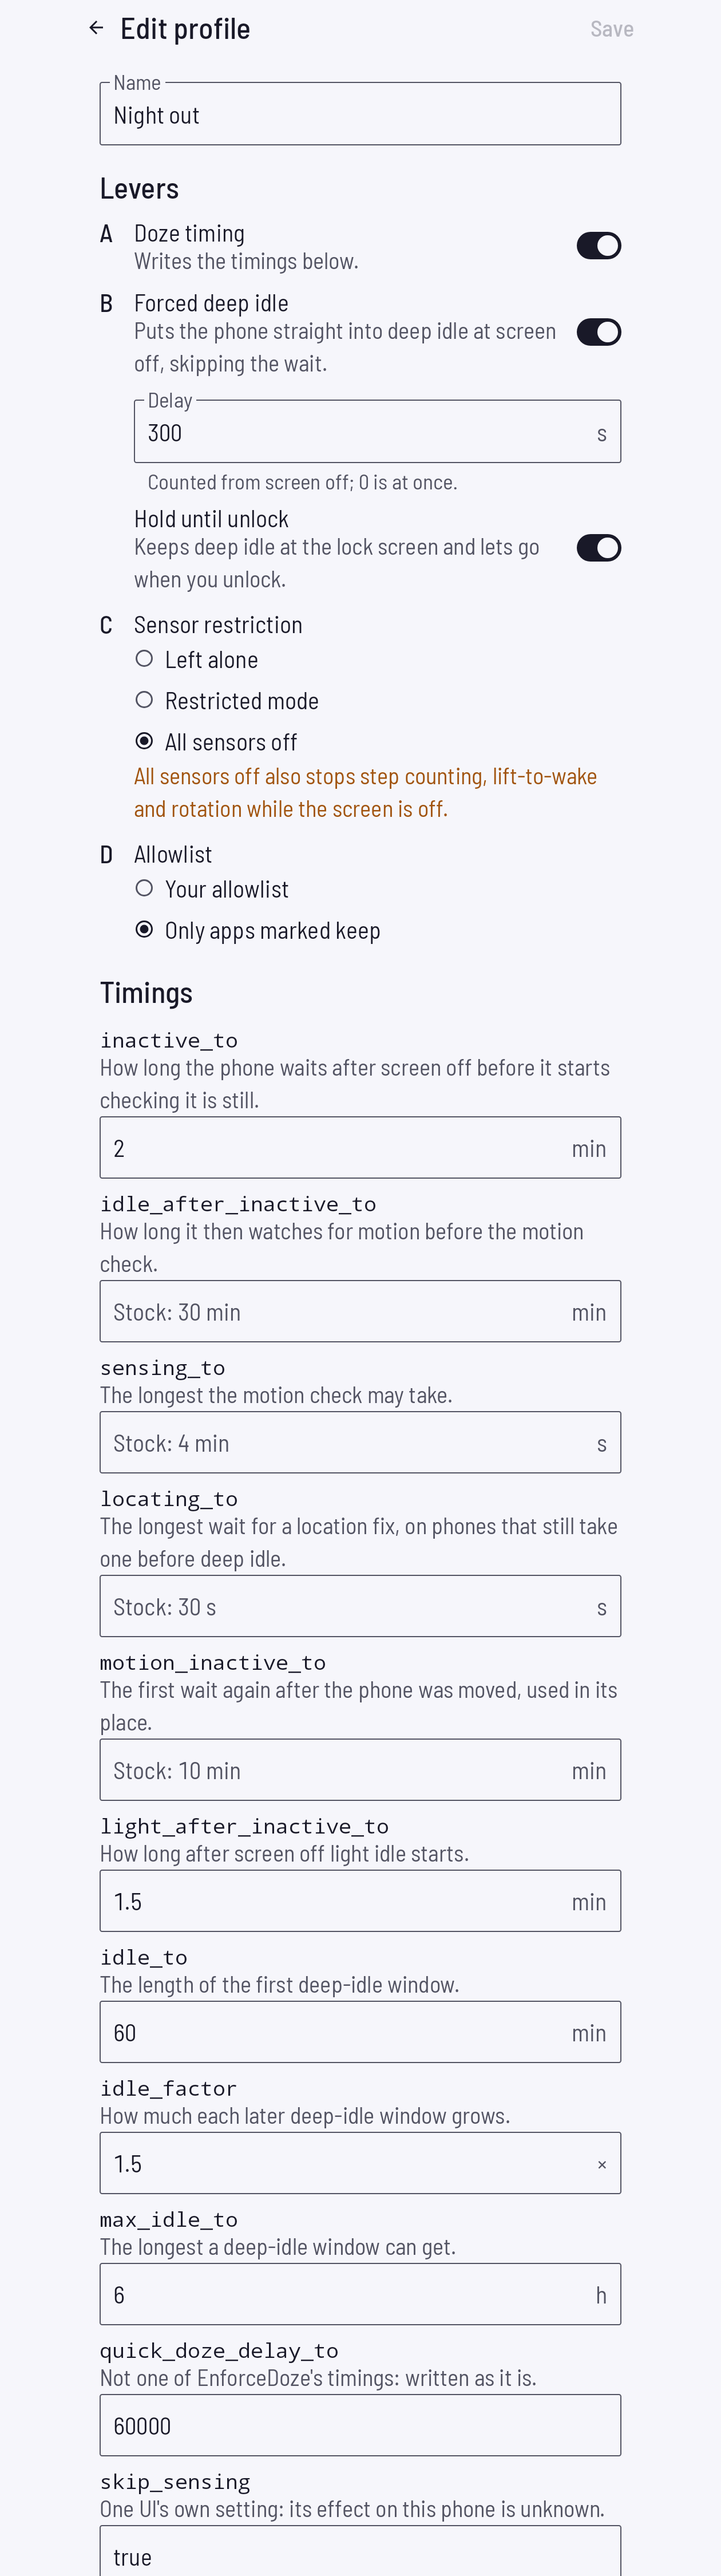 Edit profile
Save
Name
Night out
Levers
A Doze timing
Writes the timings below.
B Forced deep idle
Puts the phone straight into deep idle at screen
off, skipping the wait.
Delay
300 s
Counted from screen off; 0 is at once.
Hold until unlock
Keeps deep idle at the lock screen and lets go
when you unlock.
C Sensor restriction
Left alone
Restricted mode
All sensors off
All sensors off also stops step counting, lift-to-wake
and rotation while the screen is off.
D Allowlist
Your allowlist
Only apps marked keep
Timings
inactive_to
How long the phone waits after screen off before it starts
checking it is still.
2 min
idle_after_inactive_to
How long it then watches for motion before the motion
check.
Stock: 30 min min
sensing_to
The longest the motion check may take.
Stock: 4 min s
locating_to
The longest wait for a location fix, on phones that still take
one before deep idle.
Stock: 30 s s
motion_inactive_to
The first wait again after the phone was moved, used in its
place.
Stock: 10 min min
light_after_inactive_to
How long after screen off light idle starts.
1.5 min
idle_to
The length of the first deep-idle window.
60 min
idle_factor
How much each later deep-idle window grows.
1.5 ×
max_idle_to
The longest a deep-idle window can get.
6 h
quick_doze_delay_to
Not one of EnforceDoze's timings: written as it is.
60000
skip_sensing
One UI's own setting: its effect on this phone is unknown.
true